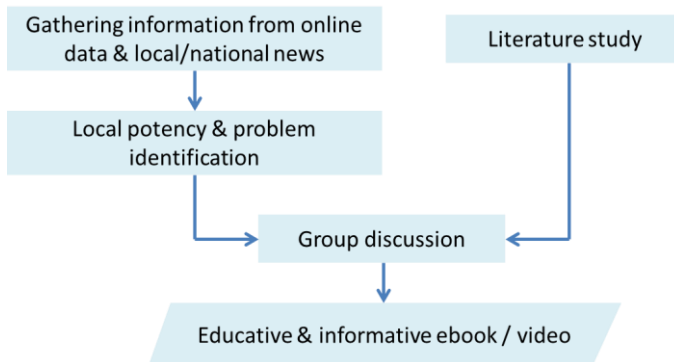 Gathering information from online
data & local/national news
Literature study
Local potency & problem
identification
Group discussion
Educative & informative ebook / video